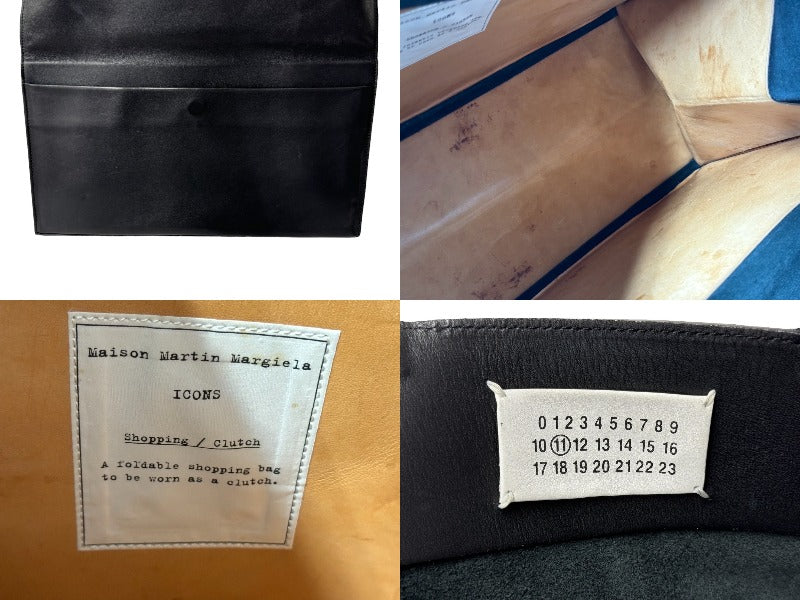 Maison Martin Margiela
ICONS
Shopping / Clutch
A foldable shopping bag
to be worn as a clutch.
0 1 2 3 4 5 6 7 8 9
10 11 12 13 14 15 16
17 18 19 20 21 22 23